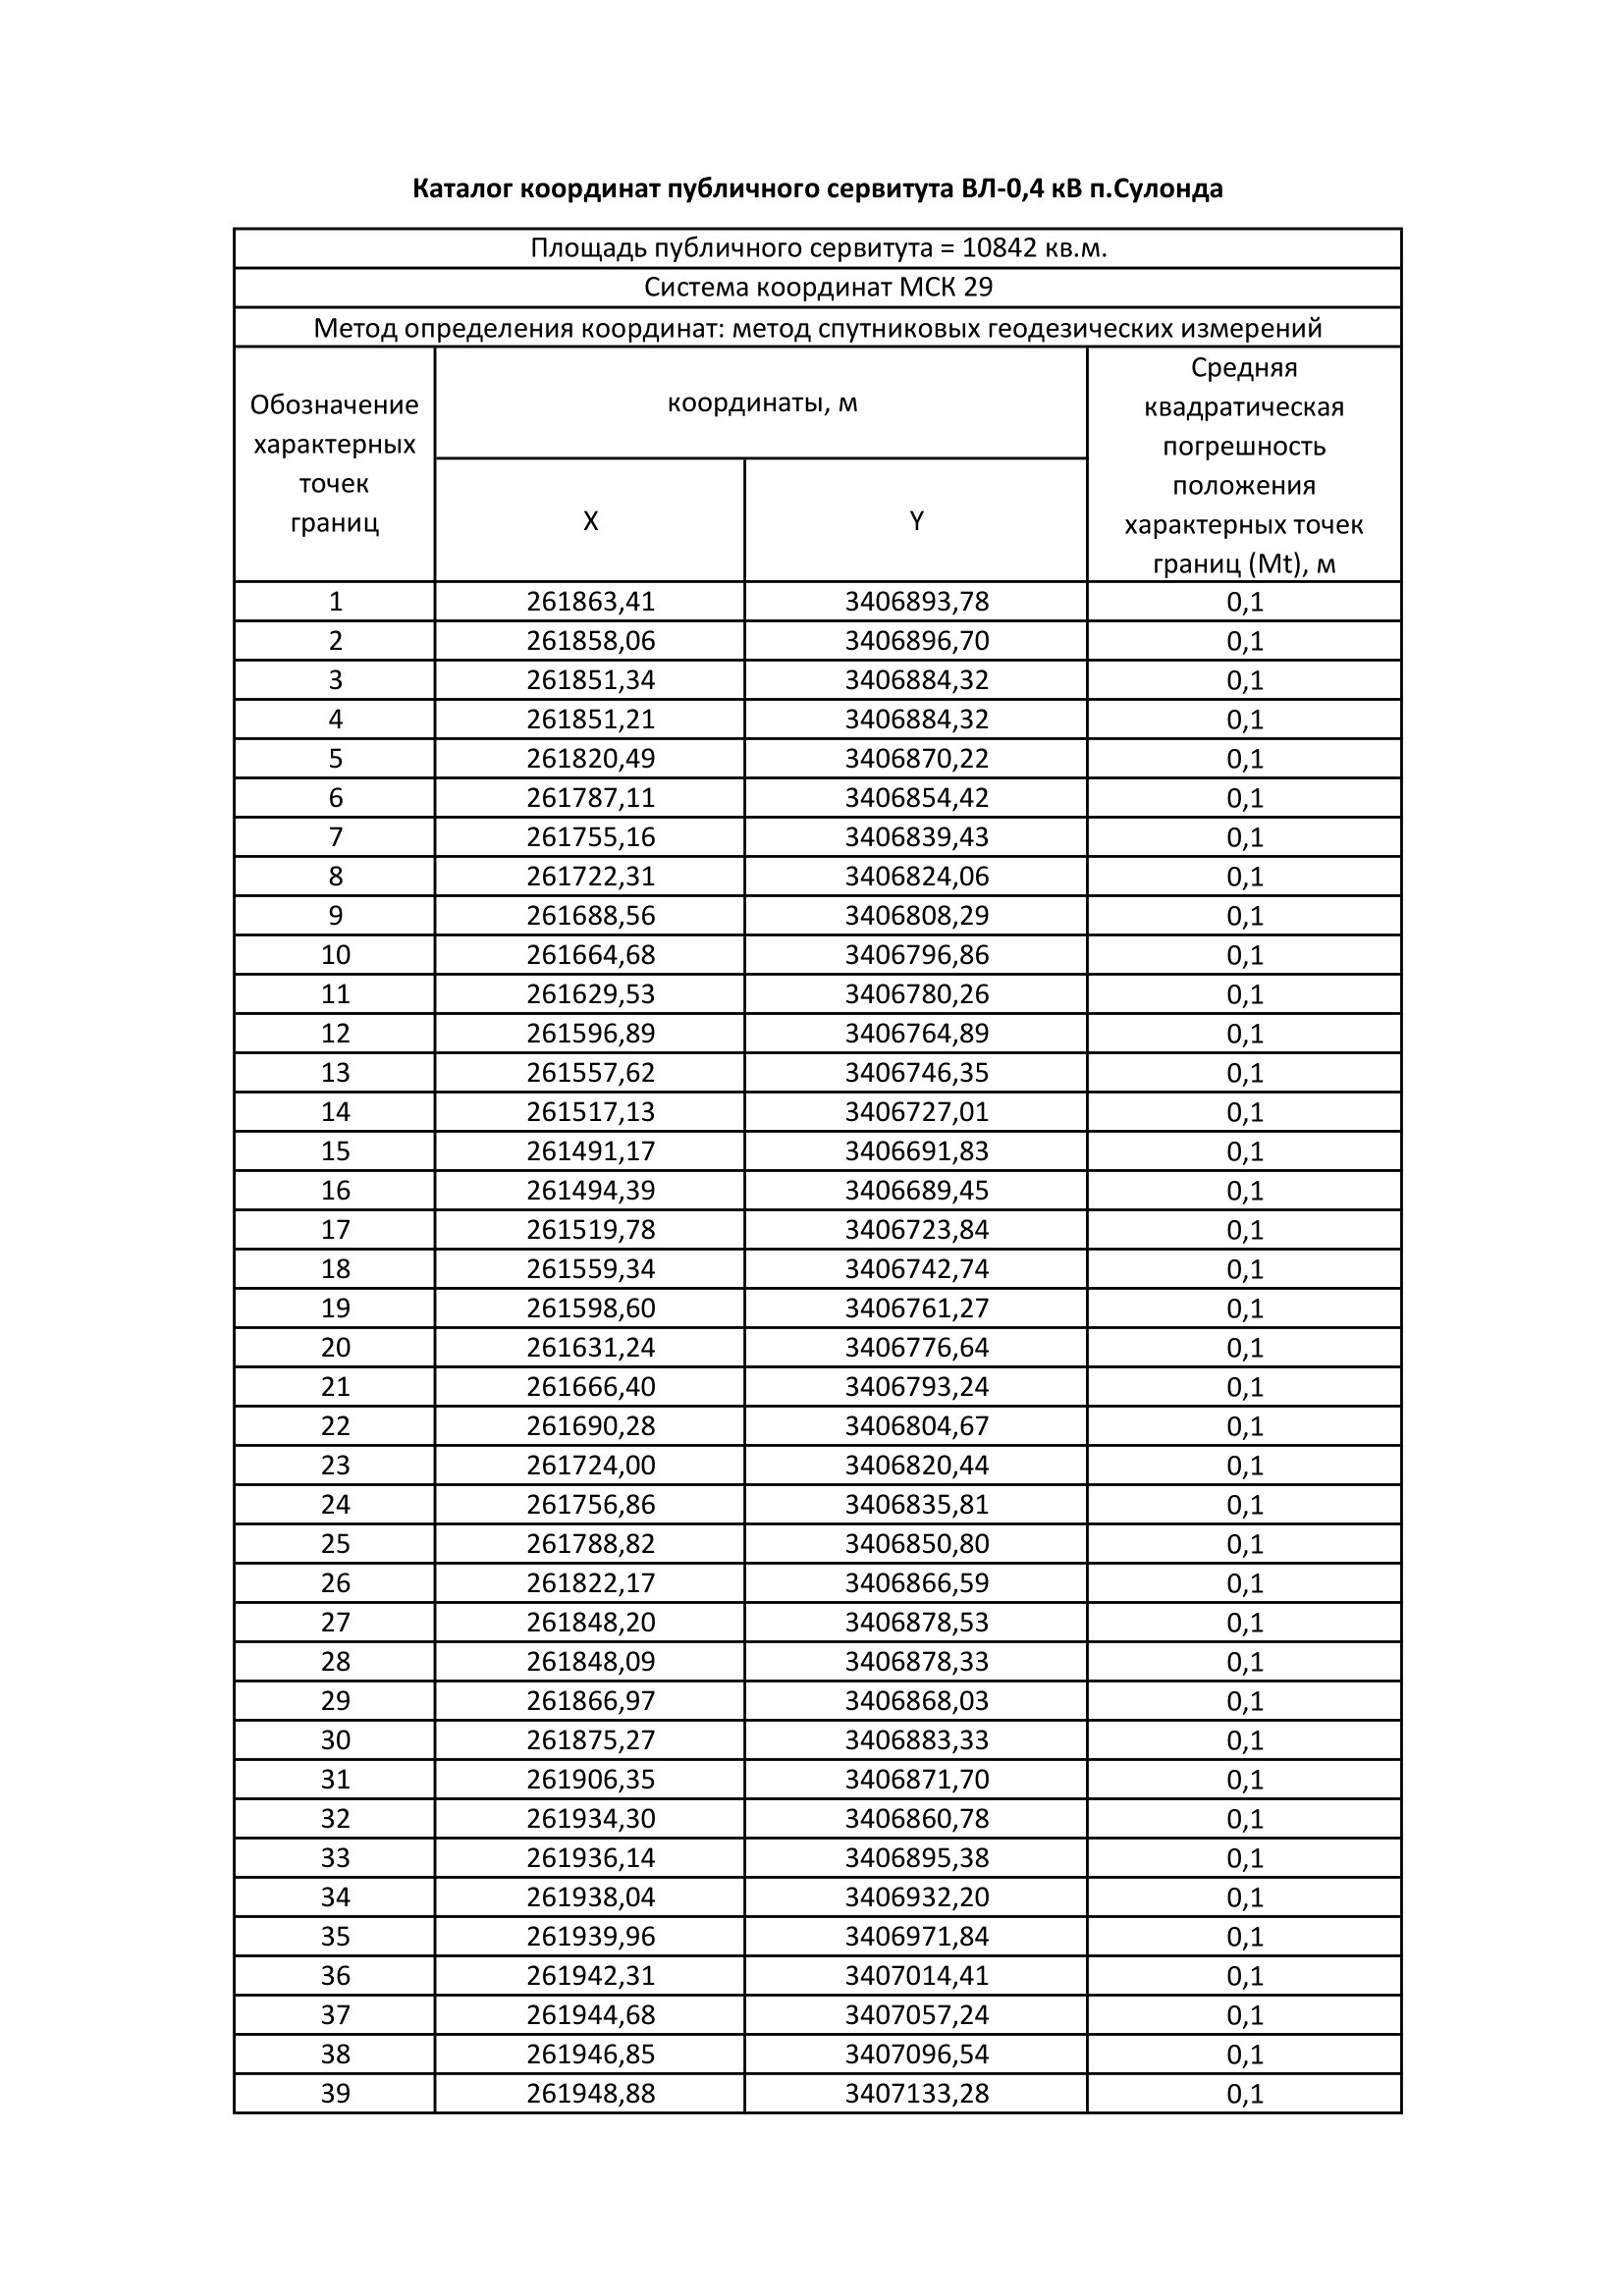 Каталог координат публичного сервитута ВЛ-0,4 кВ п.Сулонда
Площадь публичного сервитута = 10842 кв.м.
Система координат МСК 29
Метод определения координат: метод спутниковых геодезических измерений
Обозначение
характерных
точек
границ
координаты, м
X
Y
Средняя
квадратическая
погрешность
положения
характерных точек
границ (Mt), м
1 261863,41 3406893,78 0,1
2 261858,06 3406896,70 0,1
3 261851,34 3406884,32 0,1
4 261851,21 3406884,32 0,1
5 261820,49 3406870,22 0,1
6 261787,11 3406854,42 0,1
7 261755,16 3406839,43 0,1
8 261722,31 3406824,06 0,1
9 261688,56 3406808,29 0,1
10 261664,68 3406796,86 0,1
11 261629,53 3406780,26 0,1
12 261596,89 3406764,89 0,1
13 261557,62 3406746,35 0,1
14 261517,13 3406727,01 0,1
15 261491,17 3406691,83 0,1
16 261494,39 3406689,45 0,1
17 261519,78 3406723,84 0,1
18 261559,34 3406742,74 0,1
19 261598,60 3406761,27 0,1
20 261631,24 3406776,64 0,1
21 261666,40 3406793,24 0,1
22 261690,28 3406804,67 0,1
23 261724,00 3406820,44 0,1
24 261756,86 3406835,81 0,1
25 261788,82 3406850,80 0,1
26 261822,17 3406866,59 0,1
27 261848,20 3406878,53 0,1
28 261848,09 3406878,33 0,1
29 261866,97 3406868,03 0,1
30 261875,27 3406883,33 0,1
31 261906,35 3406871,70 0,1
32 261934,30 3406860,78 0,1
33 261936,14 3406895,38 0,1
34 261938,04 3406932,20 0,1
35 261939,96 3406971,84 0,1
36 261942,31 3407014,41 0,1
37 261944,68 3407057,24 0,1
38 261946,85 3407096,54 0,1
39 261948,88 3407133,28 0,1